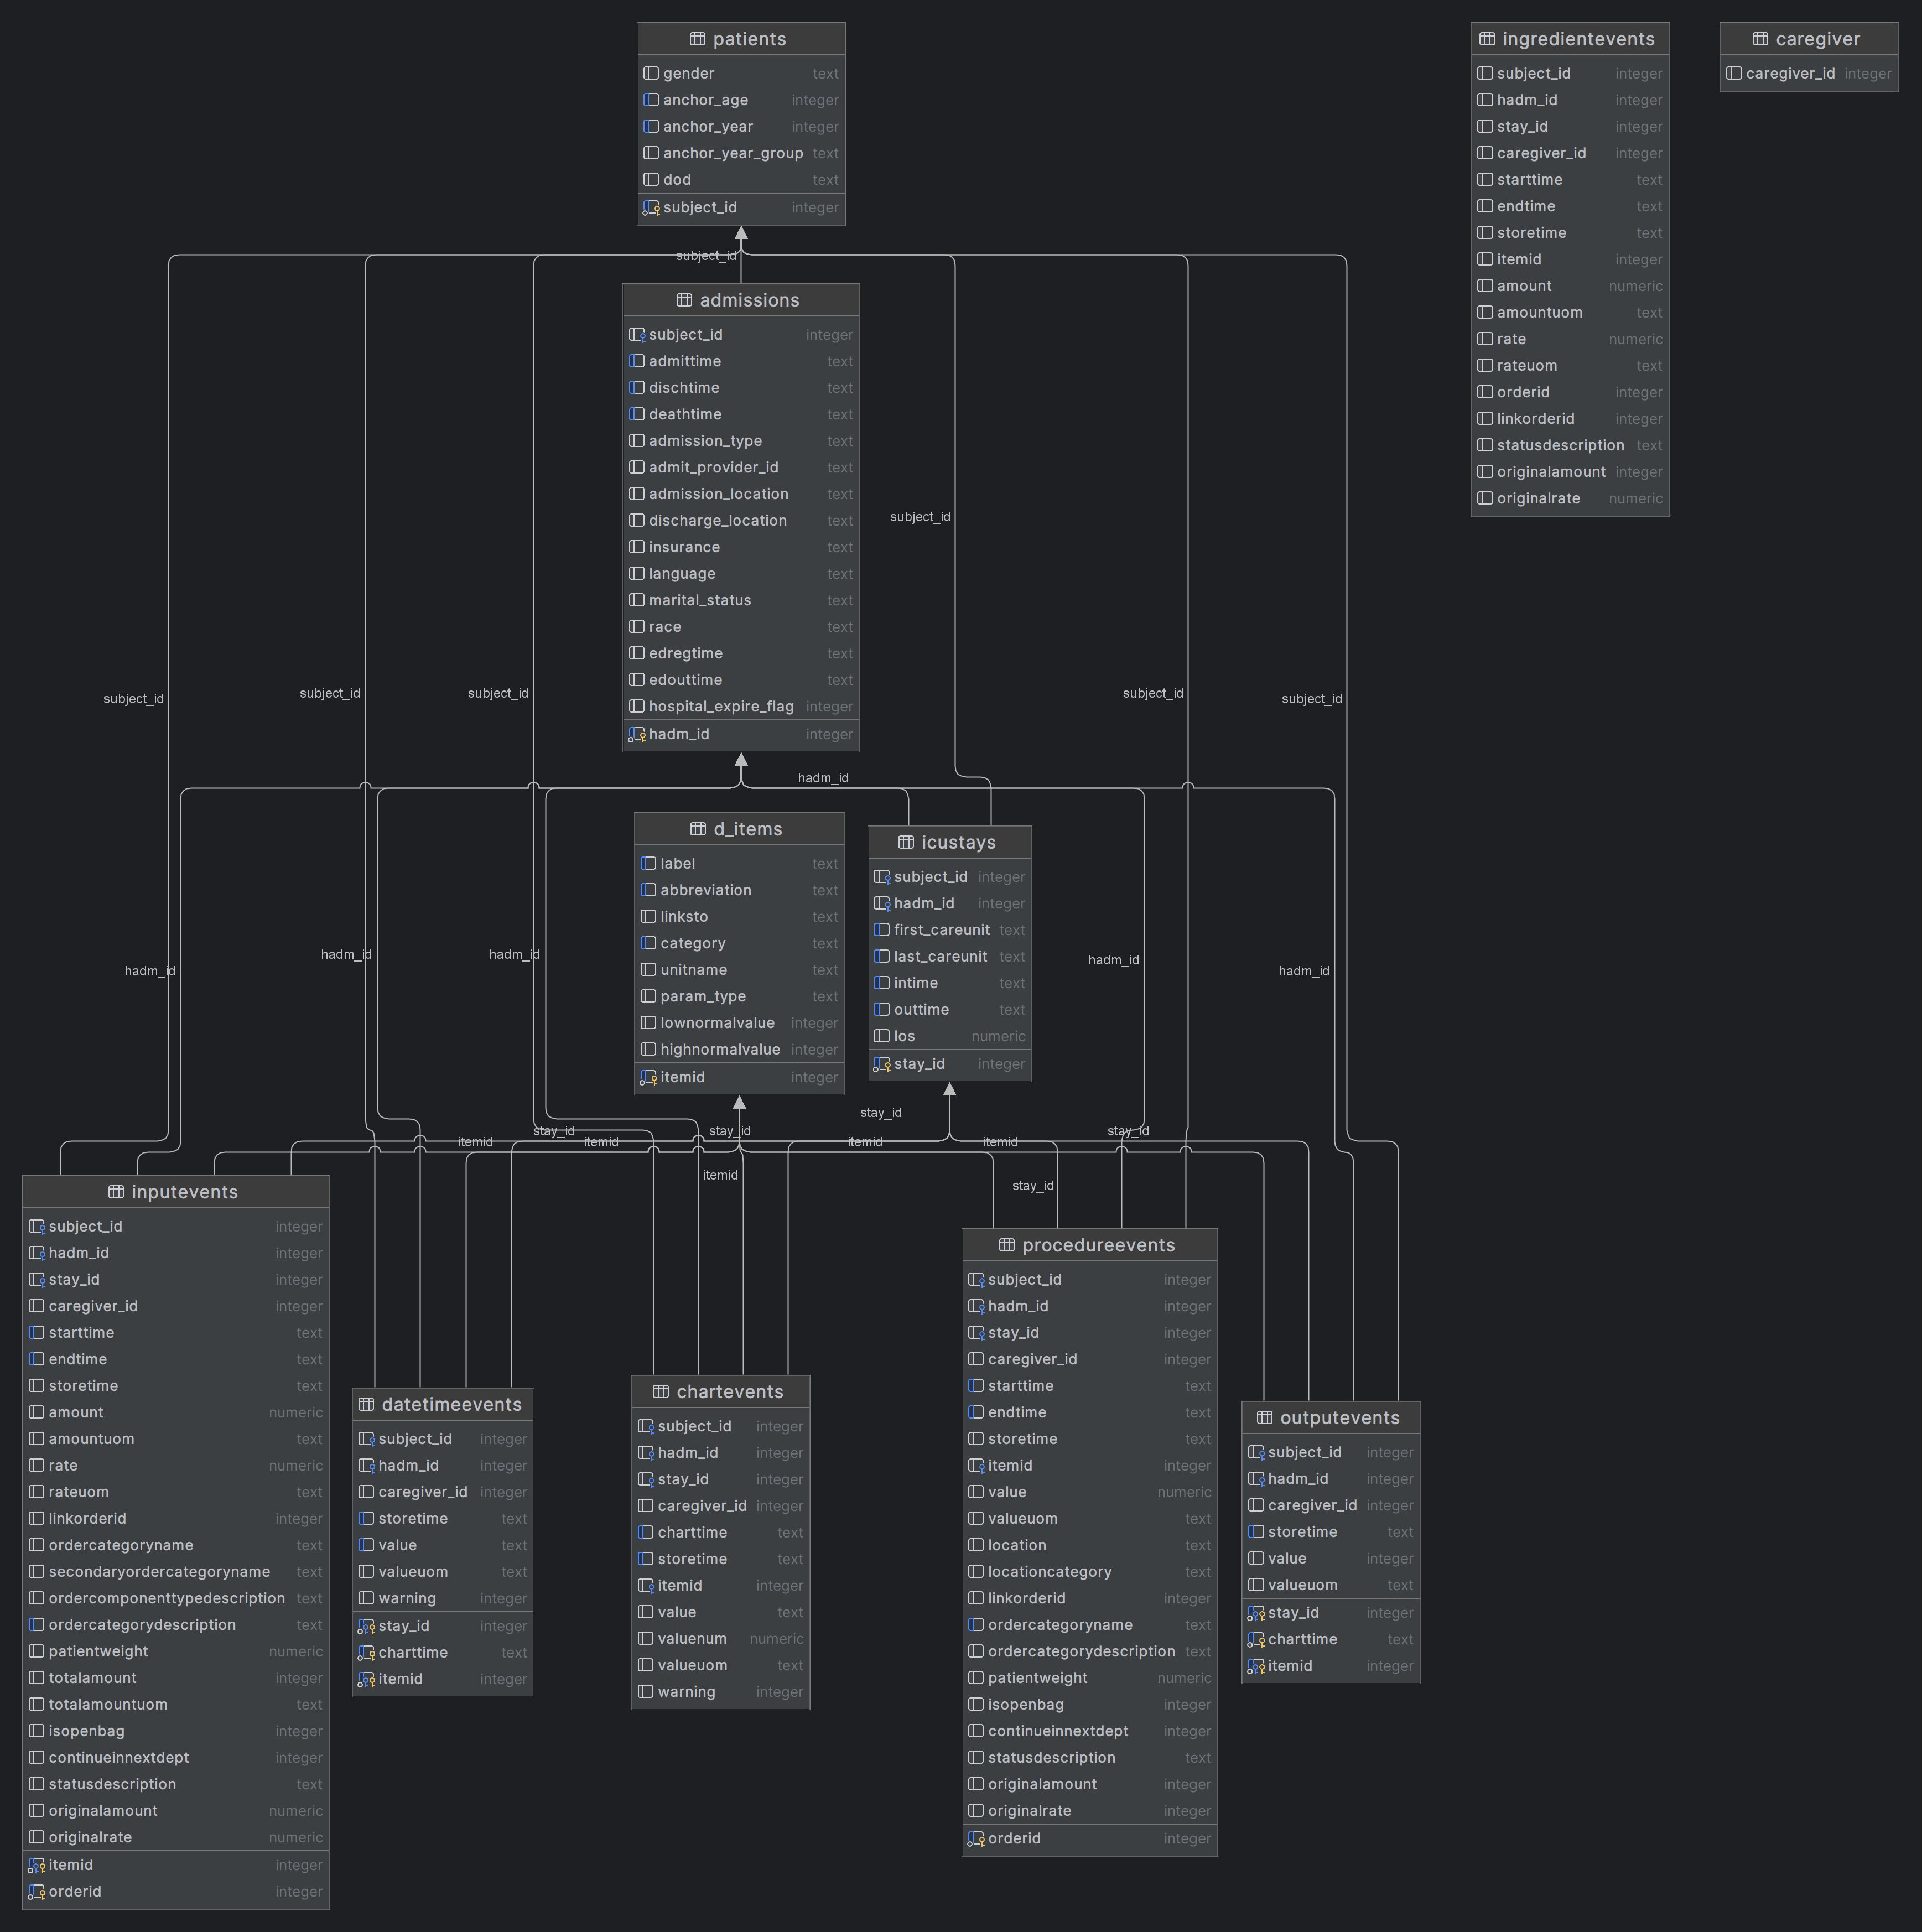 patients
gender text
anchor_age integer
anchor_year integer
anchor_year_group text
dod text
subject_id integer
ingredientevents
subject_id integer
hadm_id integer
stay_id integer
caregiver_id integer
starttime text
endtime text
storetime text
itemid integer
amount numeric
amountuom text
rate numeric
rateuom text
orderid integer
linkorderid integer
statusdescription text
originalamount integer
originalrate numeric
caregiver
caregiver_id integer
subject_id
admissions
subject_id integer
admittime text
dischtime text
deathtime text
admission_type text
admit_provider_id text
admission_location text
discharge_location text
insurance text
language text
marital_status text
race text
edregtime text
edouttime text
hospital_expire_flag integer
hadm_id integer
subject_id
subject_id
subject_id
subject_id
subject_id
subject_id
hadm_id
d_items
label text
abbreviation text
linksto text
category text
unitname text
param_type text
lownormalvalue integer
highnormalvalue integer
itemid integer
icustays
subject_id integer
hadm_id integer
first_careunit text
last_careunit text
intime text
outtime text
los numeric
stay_id integer
hadm_id
hadm_id
hadm_id
hadm_id
hadm_id
stay_id
stay_id
stay_id
stay_id
itemid
itemid
itemid
itemid
itemid
stay_id
inputevents
subject_id integer
hadm_id integer
stay_id integer
caregiver_id integer
starttime text
endtime text
storetime text
amount numeric
amountuom text
rate numeric
rateuom text
linkorderid integer
ordercategoryname text
secondaryordercategoryname text
ordercomponenttypedescription text
ordercategorydescription text
patientweight numeric
totalamount integer
totalamountuom text
isopenbag integer
continueinnextdept integer
statusdescription text
originalamount numeric
originalrate numeric
itemid integer
orderid integer
datetimeevents
subject_id integer
hadm_id integer
caregiver_id integer
storetime text
value text
valueuom text
warning integer
stay_id integer
charttime text
itemid integer
chartevents
subject_id integer
hadm_id integer
stay_id integer
caregiver_id integer
charttime text
storetime text
itemid integer
value text
valuenum numeric
valueuom text
warning integer
procedureevents
subject_id integer
hadm_id integer
stay_id integer
caregiver_id integer
starttime text
endtime text
storetime text
itemid integer
value numeric
valueuom text
location text
locationcategory text
linkorderid integer
ordercategoryname text
ordercategorydescription text
patientweight numeric
isopenbag integer
continueinnextdept integer
statusdescription text
originalamount integer
originalrate integer
orderid integer
outputevents
subject_id integer
hadm_id integer
caregiver_id integer
storetime text
value integer
valueuom text
stay_id integer
charttime text
itemid integer